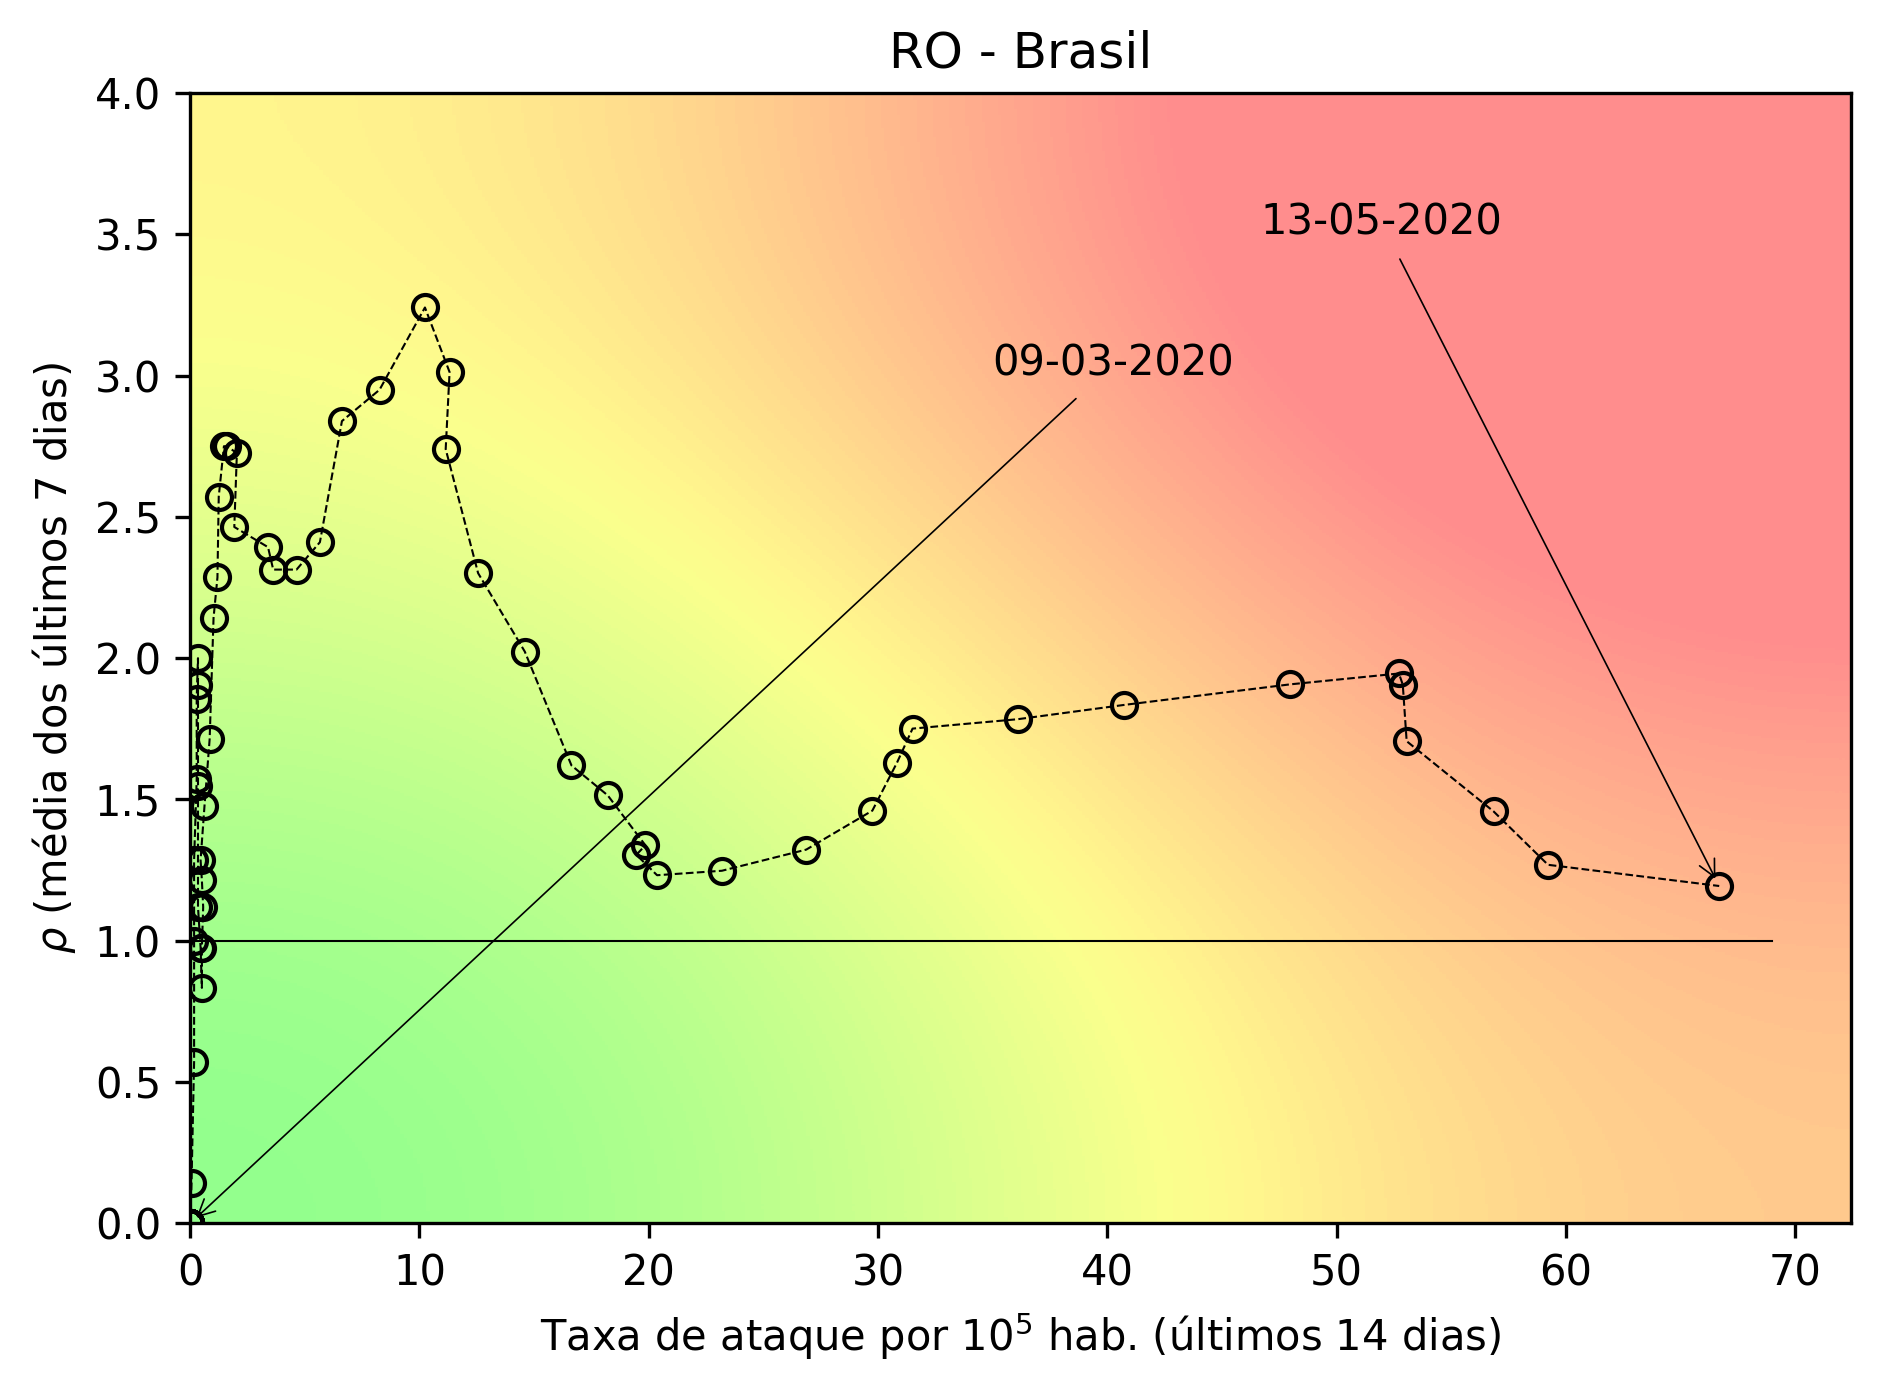 RO - Brasil
4.0
3.5
3.0
2.5
2.0
1.5
1.0
0.5
0.0
ρ (média dos últimos 7 dias)
13-05-2020
09-03-2020
0 10 20 30 40 50 60 70
Taxa de ataque por 10⁵ hab. (últimos 14 dias)